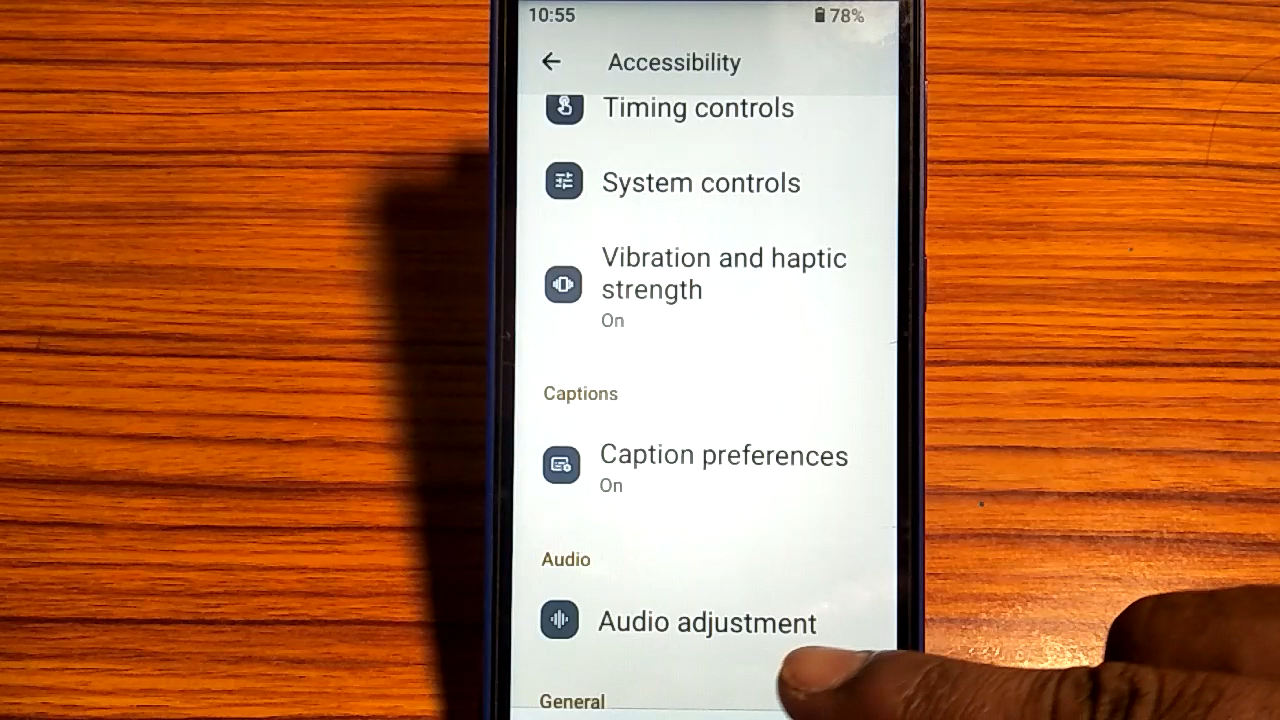 10:55
78%
Accessibility
Timing controls
System controls
Vibration and haptic
strength
On
Captions
Caption preferences
On
Audio
Audio adjustment
General